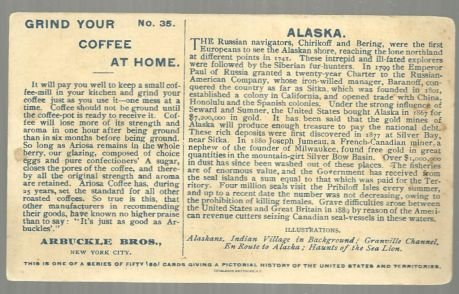 GRIND YOUR No. 35.
COFFEE
AT HOME.
It will pay you well to keep a small cof-
fee-mill in your kitchen and grind your
coffee just as you use it—one mess at a
time. Coffee should not be ground until
the coffee-pot is ready to receive it. Cof-
fee will lose more of its strength and
aroma in one hour after being ground
than in six months before being ground.
So long as Ariosa remains in the whole
berry, our glazing, composed of choice
eggs and pure confectioners' A sugar,
closes the pores of the coffee, and there-
by all the original strength and aroma
are retained. Ariosa Coffee has, during
25 years, set the standard for all other
roasted coffees. So true is this, that
other manufacturers in recommending
their goods, have known no higher praise
than to say: "It's just as good as Ar-
buckles'."
ARBUCKLE BROS.,
NEW YORK CITY.
ALASKA.
THE Russian navigators, Chirikoff and Bering, were the first
Europeans to see the Alaskan shore, reaching the lone northland
at different points in 1741. These intrepid and ill-fated explorers
were followed by the Siberian fur-hunters. In 1799 the Emperor
Paul of Russia granted a twenty-year Charter to the Russian-
American Company, whose iron-willed manager, Baranoff, con-
quered the country as far as Sitka, which was founded in 1801,
established a colony in California, and opened trade with China,
Honolulu and the Spanish colonies. Under the strong influence of
Seward and Sumner, the United States bought Alaska in 1867 for
$7,200,000 in gold. It has been said that the gold mines of
Alaska will produce enough treasure to pay the national debt.
These rich deposits were first discovered in 1877 at Silver Bay,
near Sitka. In 1880 Joseph Jumeau, a French-Canadian miner, a
nephew of the founder of Milwaukee, found free gold in great
quantities in the mountain-girt Silver Bow Basin. Over $1,000,000
in dust has since been washed out of these places. The fisheries
are of enormous value, and the Government has received from
the seal islands a sum equal to that which was paid for the Ter-
ritory. Four million seals visit the Pribiloff Isles every summer,
and up to a recent date the number was not decreasing, owing to
the prohibition of killing females. Grave difficulties arose between
the United States and Great Britain in 1889 by reason of the Ameri-
can revenue cutters seizing Canadian seal-vessels in these waters.
ILLUSTRATIONS.
Alaskans, Indian Village in Background; Granville Channel,
En Route to Alaska; Haunts of the Sea Lion.
THIS IS ONE OF A SERIES OF FIFTY (50) CARDS GIVING A PICTORIAL HISTORY OF THE UNITED STATES AND TERRITORIES.